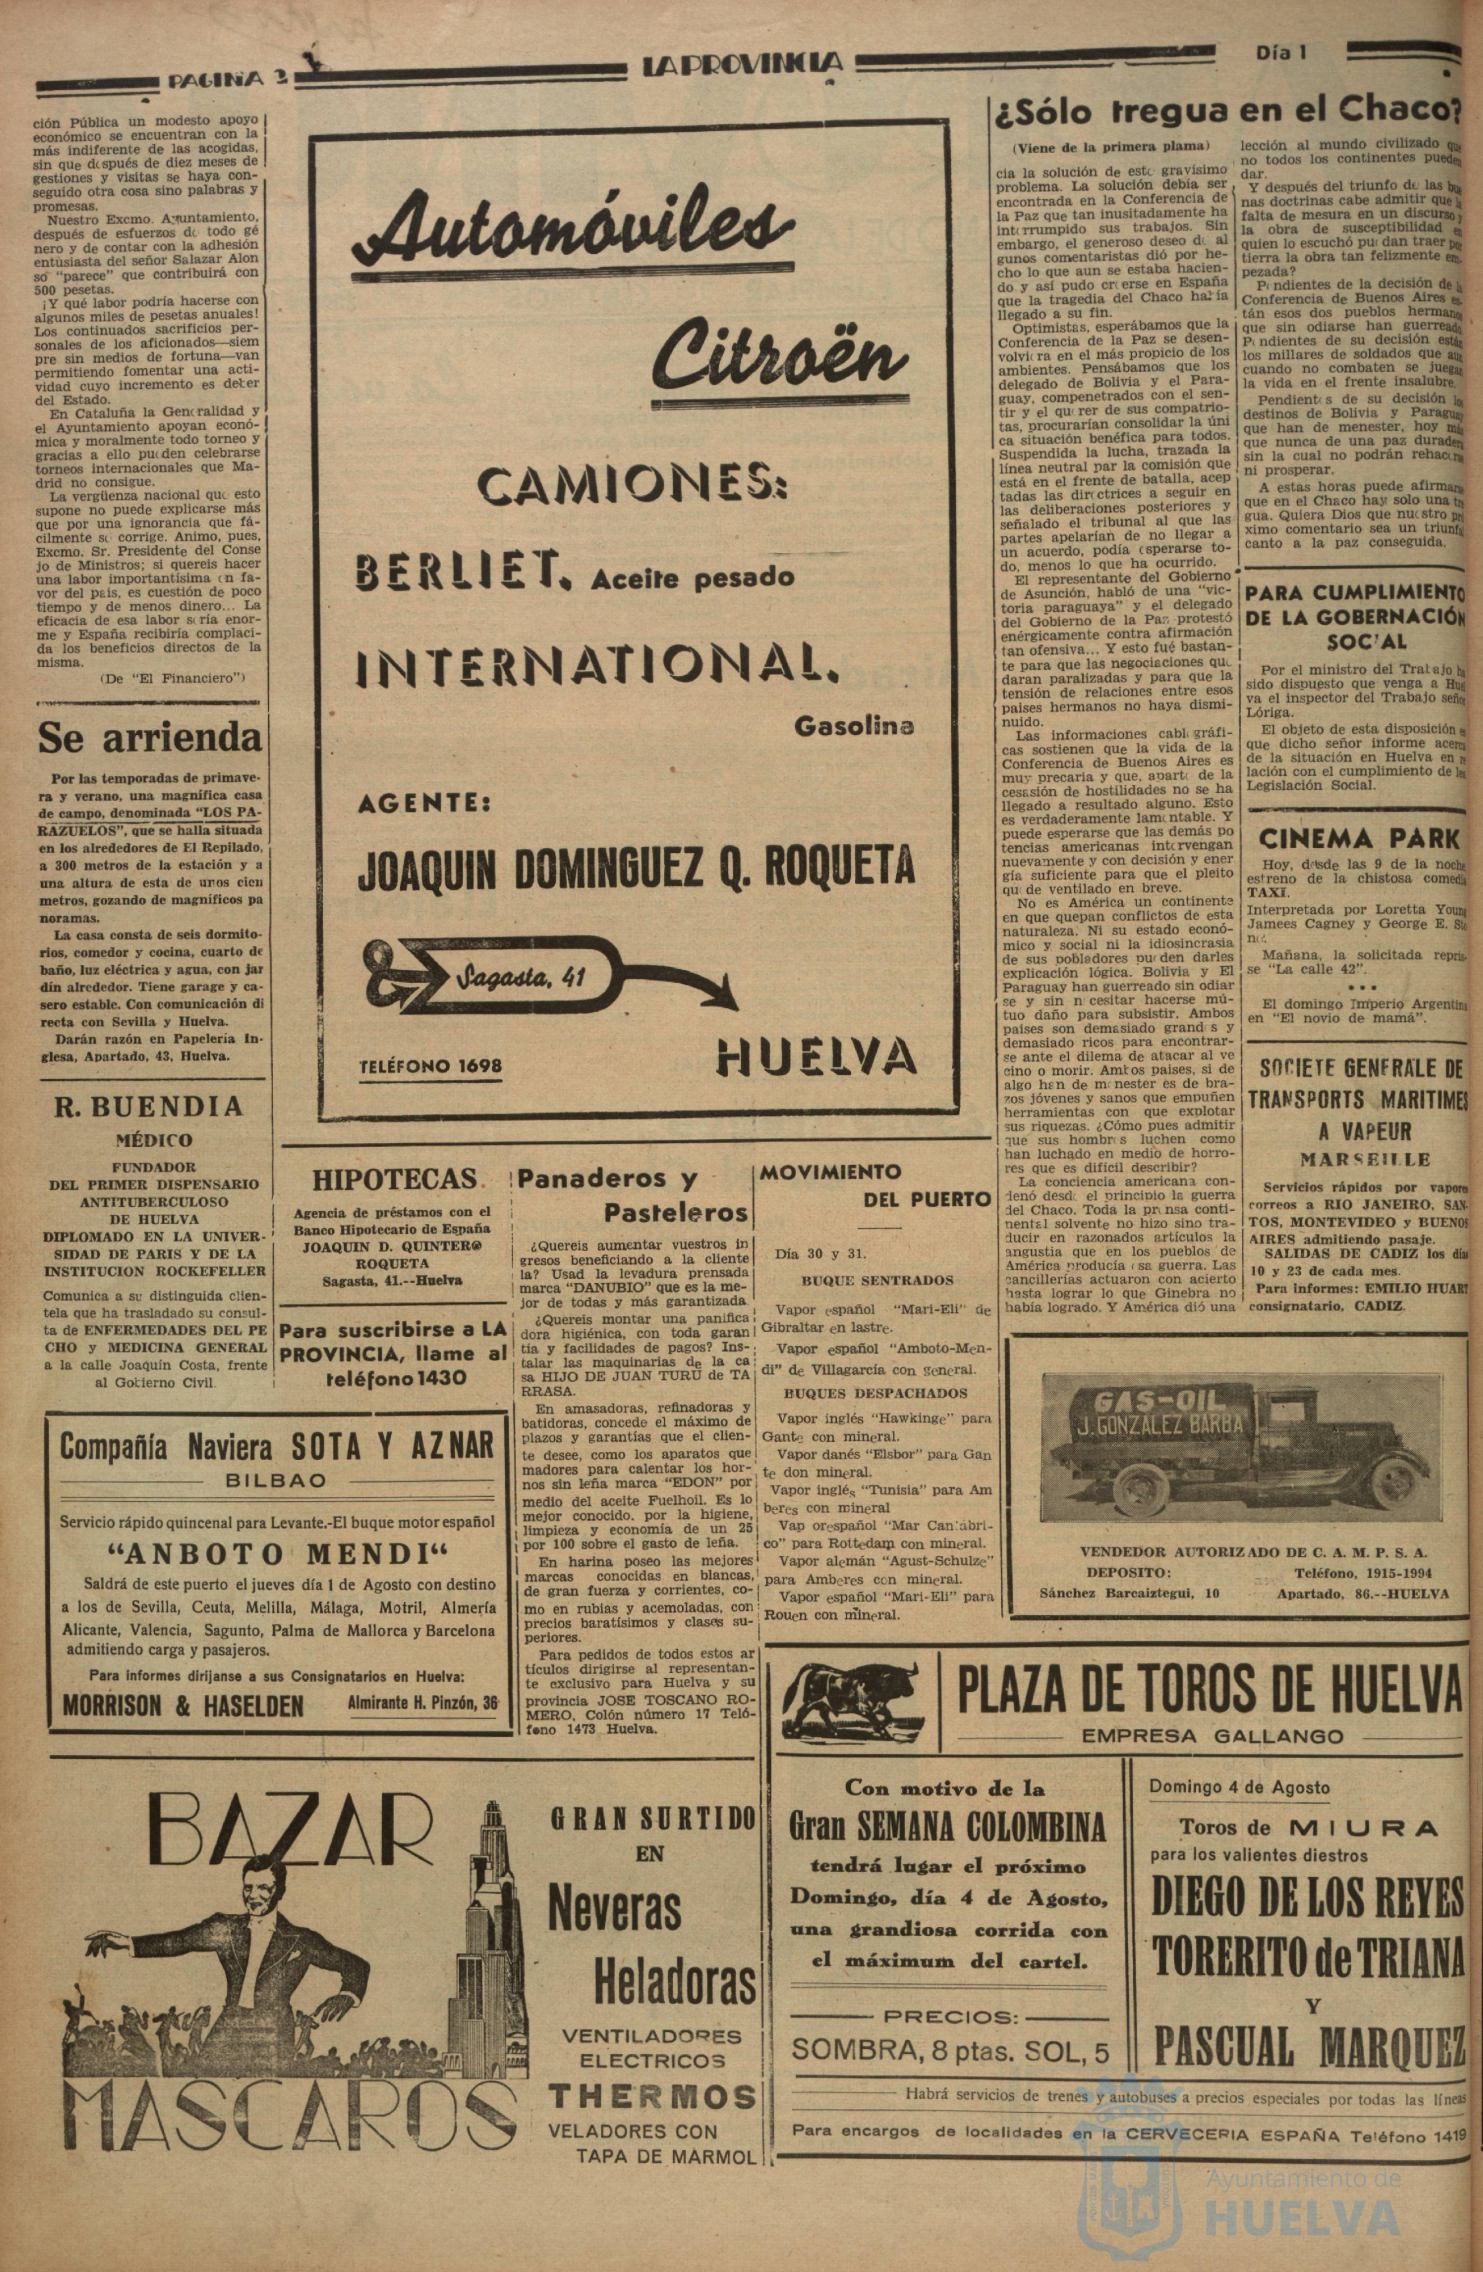 PAGINA 2
LA PROVINCIA
Día 1
ción Pública un modesto apoyo
económico se encuentran con la
más indiferente de las acogidas,
sin que después de diez meses de
gestiones y visitas se haya con-
seguido otra cosa sino palabras y
promesas.
Nuestro Excmo. Ayuntamiento,
después de esfuerzos de todo gé
nero y de contar con la adhesión
entusiasta del señor Salazar Alon
so "parece" que contribuirá con
500 pesetas.
¡Y qué labor podría hacerse con
algunos miles de pesetas anuales!
Los continuados sacrificios per-
sonales de los aficionados—siem
pre sin medios de fortuna—van
permitiendo fomentar una acti-
vidad cuyo incremento es deber
del Estado.
En Cataluña la Generalidad y
el Ayuntamiento apoyan econó-
mica y moralmente todo torneo y
gracias a ello pueden celebrarse
torneos internacionales que Ma-
drid no consigue.
La vergüenza nacional que esto
supone no puede explicarse más
que por una ignorancia que fá-
cilmente se corrige. Animo, pues,
Excmo. Sr. Presidente del Conse
jo de Ministros; si quereis hacer
una labor importantísima en fa-
vor del país, es cuestión de poco
tiempo y de menos dinero... La
eficacia de esa labor sería enor-
me y España recibiría complaci-
da los beneficios directos de la
misma.
(De "El Financiero")
Se arrienda
Por las temporadas de primave-
ra y verano, una magnífica casa
de campo, denominada "LOS PA-
RAZUELOS", que se halla situada
en los alrededores de El Repilado,
a 300 metros de la estación y a
una altura de esta de unos cien
metros, gozando de magníficos pa
noramas.
La casa consta de seis dormito-
rios, comedor y cocina, cuarto de
baño, luz eléctrica y agua, con jar
dín alrededor. Tiene garage y ca-
sero estable. Con comunicación di
recta con Sevilla y Huelva.
Darán razón en Papelería In-
glesa, Apartado, 43, Huelva.
R. BUENDIA
MÉDICO
FUNDADOR
DEL PRIMER DISPENSARIO
ANTITUBERCULOSO
DE HUELVA
DIPLOMADO EN LA UNIVER-
SIDAD DE PARIS Y DE LA
INSTITUCION ROCKEFELLER
Comunica a su distinguida clien-
tela que ha trasladado su consul-
ta de ENFERMEDADES DEL PE
CHO y MEDICINA GENERAL
a la calle Joaquín Costa, frente
al Gobierno Civil.
Automóviles
Citroën
CAMIONES:
BERLIET. Aceite pesado
INTERNATIONAL.
Gasolina
AGENTE:
JOAQUIN DOMINGUEZ Q. ROQUETA
Sagasta, 41
TELÉFONO 1698
HUELVA
HIPOTECAS.
Agencia de préstamos con el
Banco Hipotecario de España
JOAQUIN D. QUINTERO
ROQUETA
Sagasta, 41.--Huelva
Para suscribirse a LA
PROVINCIA, llame al
teléfono 1430
Panaderos y
Pasteleros
¿Quereis aumentar vuestros in
gresos beneficiando a la cliente
la? Usad la levadura prensada
marca "DANUBIO" que es la me-
jor de todas y más garantizada
¿Quereis montar una panifica
dora higiénica, con toda garan
tía y facilidades de pagos? Ins-
talar las maquinarias de la ca
sa HIJO DE JUAN TURÚ de TA
RRASA.
En amasadoras, refinadoras y
batidoras, concede el máximo de
plazos y garantías que el clien-
te desee, como los aparatos que
madores para calentar los hor-
nos sin leña marca "EDON" por
medio del aceite Fuelhoil. Es lo
mejor conocido, por la higiene,
limpieza y economía de un 25
por 100 sobre el gasto de leña.
En harina poseo las mejores
marcas conocidas en blancas,
de gran fuerza y corrientes, co-
mo en rubias y acemoladas, con
precios baratísimos y clases su-
periores.
Para pedidos de todos estos ar
tículos dirigirse al representan-
te exclusivo para Huelva y su
provincia JOSE TOSCANO RO-
MERO, Colón número 17 Telé-
fono 1473 Huelva.
MOVIMIENTO
DEL PUERTO
Día 30 y 31.
BUQUE SENTRADOS
Vapor español "Mari-Eli" de
Gibraltar en lastre.
Vapor español "Amboto-Men-
di" de Villagarcía con general.
BUQUES DESPACHADOS
Vapor inglés "Hawkinge" para
Gante con mineral.
Vapor danés "Elsbor" para Gan
te don mineral.
Vapor inglés "Tunisia" para Am
beres con mineral
Vap orespañol "Mar Cantábri-
co" para Rottedam con mineral.
Vapor alemán "Agust-Schulze"
para Amberes con mineral.
Vapor español "Mari-Eli" para
Rouen con mineral.
Compañía Naviera SOTA Y AZNAR
BILBAO
Servicio rápido quincenal para Levante.-El buque motor español
"ANBOTO MENDI"
Saldrá de este puerto el jueves día 1 de Agosto con destino
a los de Sevilla, Ceuta, Melilla, Málaga, Motril, Almería
Alicante, Valencia, Sagunto, Palma de Mallorca y Barcelona
admitiendo carga y pasajeros.
Para informes dirijanse a sus Consignatarios en Huelva:
MORRISON & HASELDEN Almirante H. Pinzón, 36
BAZAR
MASCAROS
GRAN SURTIDO
EN
Neveras
Heladoras
VENTILADORES
ELECTRICOS
THERMOS
VELADORES CON
TAPA DE MARMOL
¿Sólo tregua en el Chaco?
(Viene de la primera plama)
cia la solución de este gravísimo
problema. La solución debía ser
encontrada en la Conferencia de
la Paz que tan inusitadamente ha
interrumpido sus trabajos. Sin
embargo, el generoso deseo de al
gunos comentaristas dió por he-
cho lo que aun se estaba hacien-
do y así pudo creerse en España
que la tragedia del Chaco había
llegado a su fin.
Optimistas, esperábamos que la
Conferencia de la Paz se desen-
volviera en el más propicio de los
ambientes. Pensábamos que los
delegado de Bolivia y el Para-
guay, compenetrados con el sen-
tir y el querer de sus compatrio-
tas, procurarían consolidar la úni
ca situación benéfica para todos.
Suspendida la lucha, trazada la
línea neutral par la comisión que
está en el frente de batalla, acep
tadas las directrices a seguir en
las deliberaciones posteriores y
señalado el tribunal al que las
partes apelarían de no llegar a
un acuerdo, podía esperarse to-
do, menos lo que ha ocurrido.
El representante del Gobierno
de Asunción, habló de una "vic-
toria paraguaya" y el delegado
del Gobierno de la Paz protestó
enérgicamente contra afirmación
tan ofensiva... Y esto fué bastan-
te para que las negociaciones que
daran paralizadas y para que la
tensión de relaciones entre esos
paises hermanos no haya dismi-
nuido.
Las informaciones cablegráfi-
cas sostienen que la vida de la
Conferencia de Buenos Aires es
muy precaria y que, aparte de la
cesasión de hostilidades no se ha
llegado a resultado alguno. Esto
es verdaderamente lamentable. Y
puede esperarse que las demás po
tencias americanas intervengan
nuevamente y con decisión y ener
gía suficiente para que el pleito
quede ventilado en breve.
No es América un continente
en que quepan conflictos de esta
naturaleza. Ni su estado econó-
mico y social ni la idiosincrasia
de sus pobladores pueden darles
explicación lógica. Bolivia y El
Paraguay han guerreado sin odiar
se y sin necesitar hacerse mú-
tuo daño para subsistir. Ambos
paises son demasiado grandes y
demasiado ricos para encontrar-
se ante el dilema de atacar al ve
cino o morir. Ambos paises, si de
algo han de menester es de bra-
zos jóvenes y sanos que empuñen
herramientas con que explotar
sus riquezas. ¿Cómo pues admitir
que sus hombres luchen como
han luchado en medio de horro-
res que es difícil describir?
La conciencia americana con-
denó desde el principio la guerra
del Chaco. Toda la prensa conti-
nental solvente no hizo sino tra-
ducir en razonados artículos la
angustia que en los pueblos de
América producía esa guerra. Las
cancillerías actuaron con acierto
hasta lograr lo que Ginebra no
había logrado. Y América dió una
lección al mundo civilizado que
no todos los continentes pueden
dar.
Y después del triunfo de las bue
nas doctrinas cabe admitir que la
falta de mesura en un discurso y
la obra de susceptibilidad en
quien lo escuchó puedan traer por
tierra la obra tan felizmente em-
pezada?
Pendientes de la decisión de la
Conferencia de Buenos Aires es-
tán esos dos pueblos hermanos
que sin odiarse han guerreado.
Pendientes de su decisión están
los millares de soldados que aun
cuando no combaten se juegan
la vida en el frente insalubre.
Pendientes de su decisión los
destinos de Bolivia y Paraguay
que han de menester, hoy más
que nunca de una paz duradera
sin la cual no podrán rehacerse
ni prosperar.
A estas horas puede afirmarse
que en el Chaco hay solo una tre
gua. Quiera Dios que nuestro pró
ximo comentario sea un triunfal
canto a la paz conseguida.
PARA CUMPLIMIENTO
DE LA GOBERNACIÓN
SOCIAL
Por el ministro del Trabajo ha
sido dispuesto que venga a Huel
va el inspector del Trabajo señor
Lóriga.
El objeto de esta disposición es
que dicho señor informe acerca
de la situación en Huelva en re
lación con el cumplimiento de les
Legislación Social.
CINEMA PARK
Hoy, desde las 9 de la noche
estreno de la chistosa comedia
TAXI.
Interpretada por Loretta Young
Jamees Cagney y George E. Sto
ne.
Mañana, la solicitada repris-
se "La calle 42".
* * *
El domingo Imperio Argentina
en "El novio de mamá".
SOCIETE GENERALE DE
TRANSPORTS MARITIMES
A VAPEUR
MARSEILLE
Servicios rápidos por vapores
correos a RIO JANEIRO, SAN-
TOS, MONTEVIDEO y BUENOS
AIRES admitiendo pasaje.
SALIDAS DE CADIZ los días
10 y 23 de cada mes.
Para informes: EMILIO HUART
consignatario, CADIZ.
GAS-OIL
J. GONZALEZ BARBA
VENDEDOR AUTORIZADO DE C. A. M. P. S. A.
DEPOSITO: Teléfono, 1915-1994
Sánchez Barcaiztegui, 10 Apartado, 86.--HUELVA
PLAZA DE TOROS DE HUELVA
EMPRESA GALLANGO
Con motivo de la
Gran SEMANA COLOMBINA
tendrá lugar el próximo
Domingo, día 4 de Agosto,
una grandiosa corrida con
el máximum del cartel.
PRECIOS:
SOMBRA, 8 ptas. SOL, 5
Domingo 4 de Agosto
Toros de MIURA
para los valientes diestros
DIEGO DE LOS REYES
TORERITO de TRIANA
Y
PASCUAL MARQUEZ
Habrá servicios de trenes y autobuses a precios especiales por todas las líneas
Para encargos de localidades en la CERVECERIA ESPAÑA Teléfono 1419
Ayuntamiento de
HUELVA